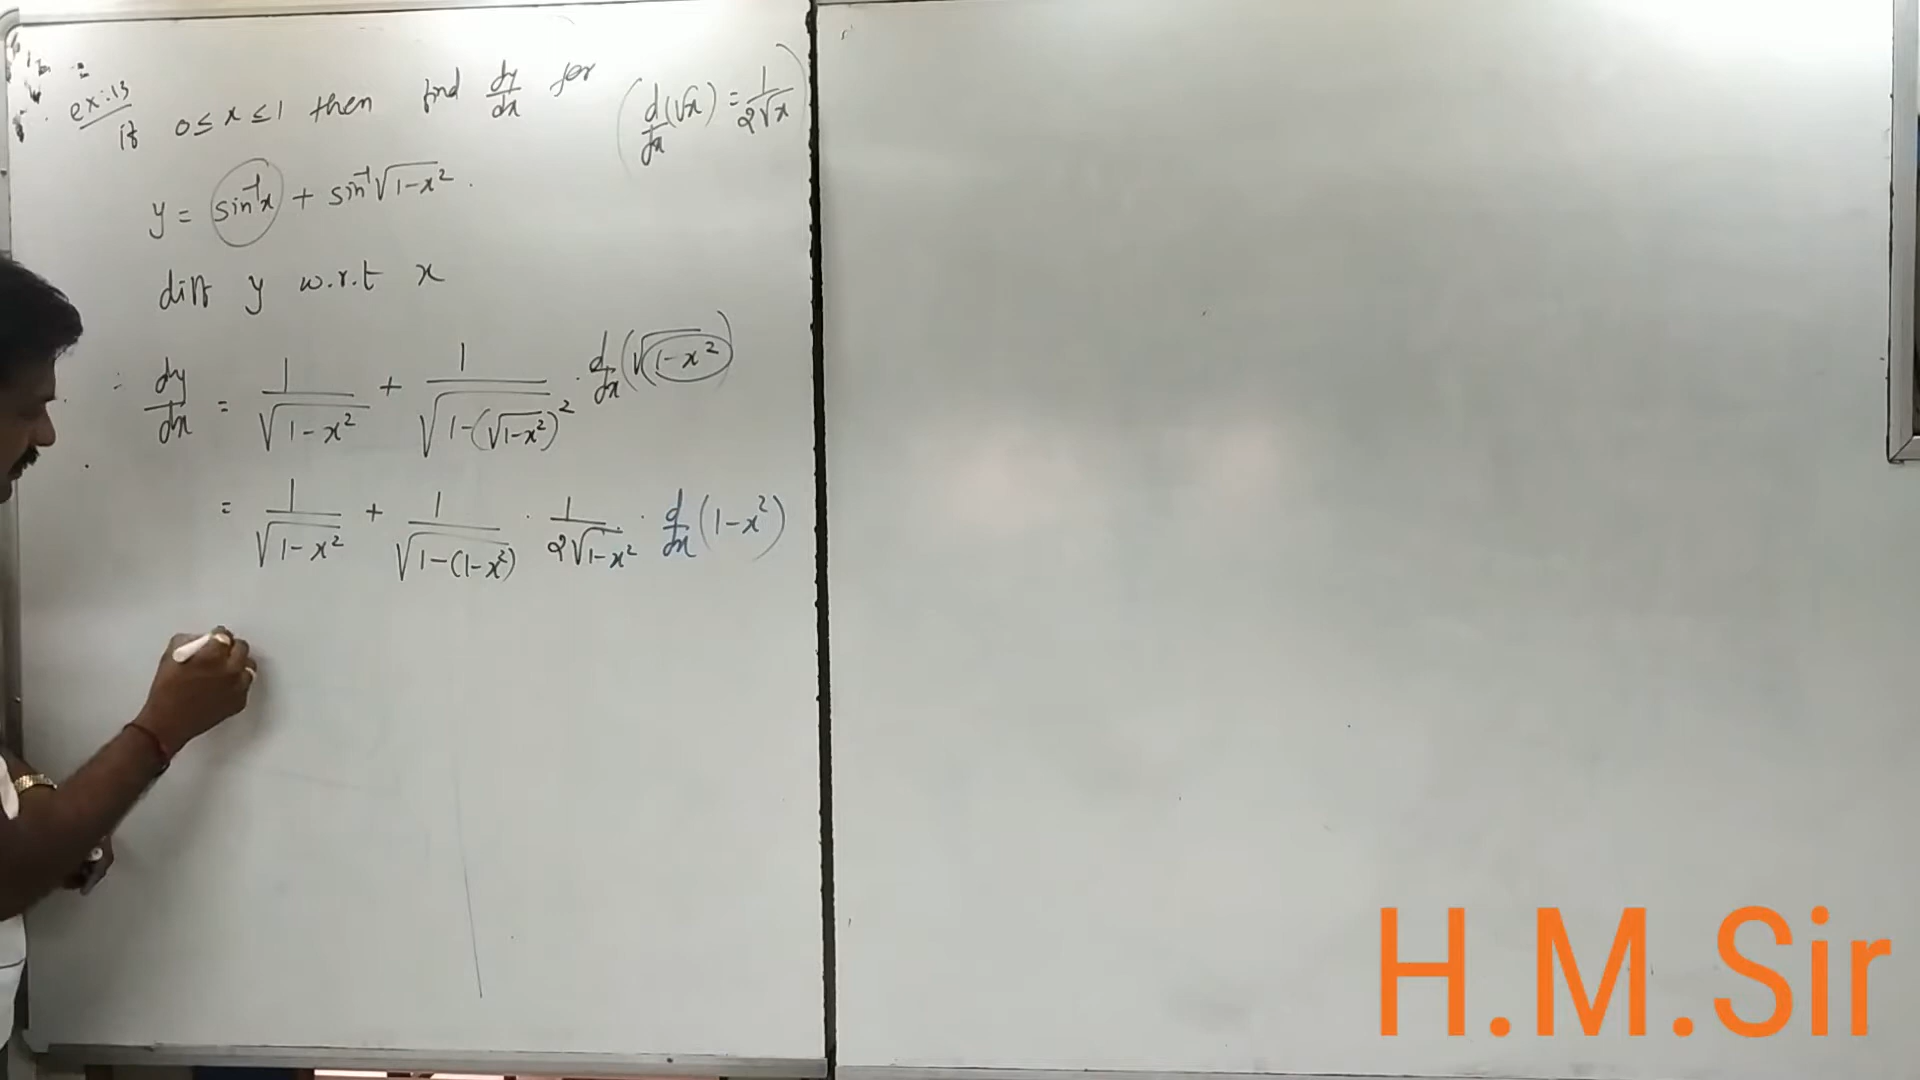 ex:13
if 0 ≤ x ≤ 1 then find dy/dx for (d/dx (√x) = 1/2√x)
y = sin⁻¹x + sin⁻¹√1-x² .
diff y w.r.t x
∴ dy/dx = 1/√1-x² + 1/√1-(√1-x²)² · d/dx (√1-x²)
= 1/√1-x² + 1/√1-(1-x²) · 1/2√1-x² · d/dx (1-x²)
H.M.Sir